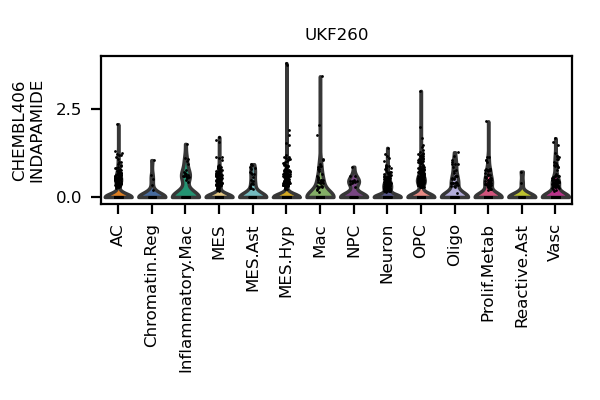 UKF260
CHEMBL406
INDAPAMIDE
2.5
0.0
AC
Chromatin.Reg
Inflammatory.Mac
MES
MES.Ast
MES.Hyp
Mac
NPC
Neuron
OPC
Oligo
Prolif.Metab
Reactive.Ast
Vasc